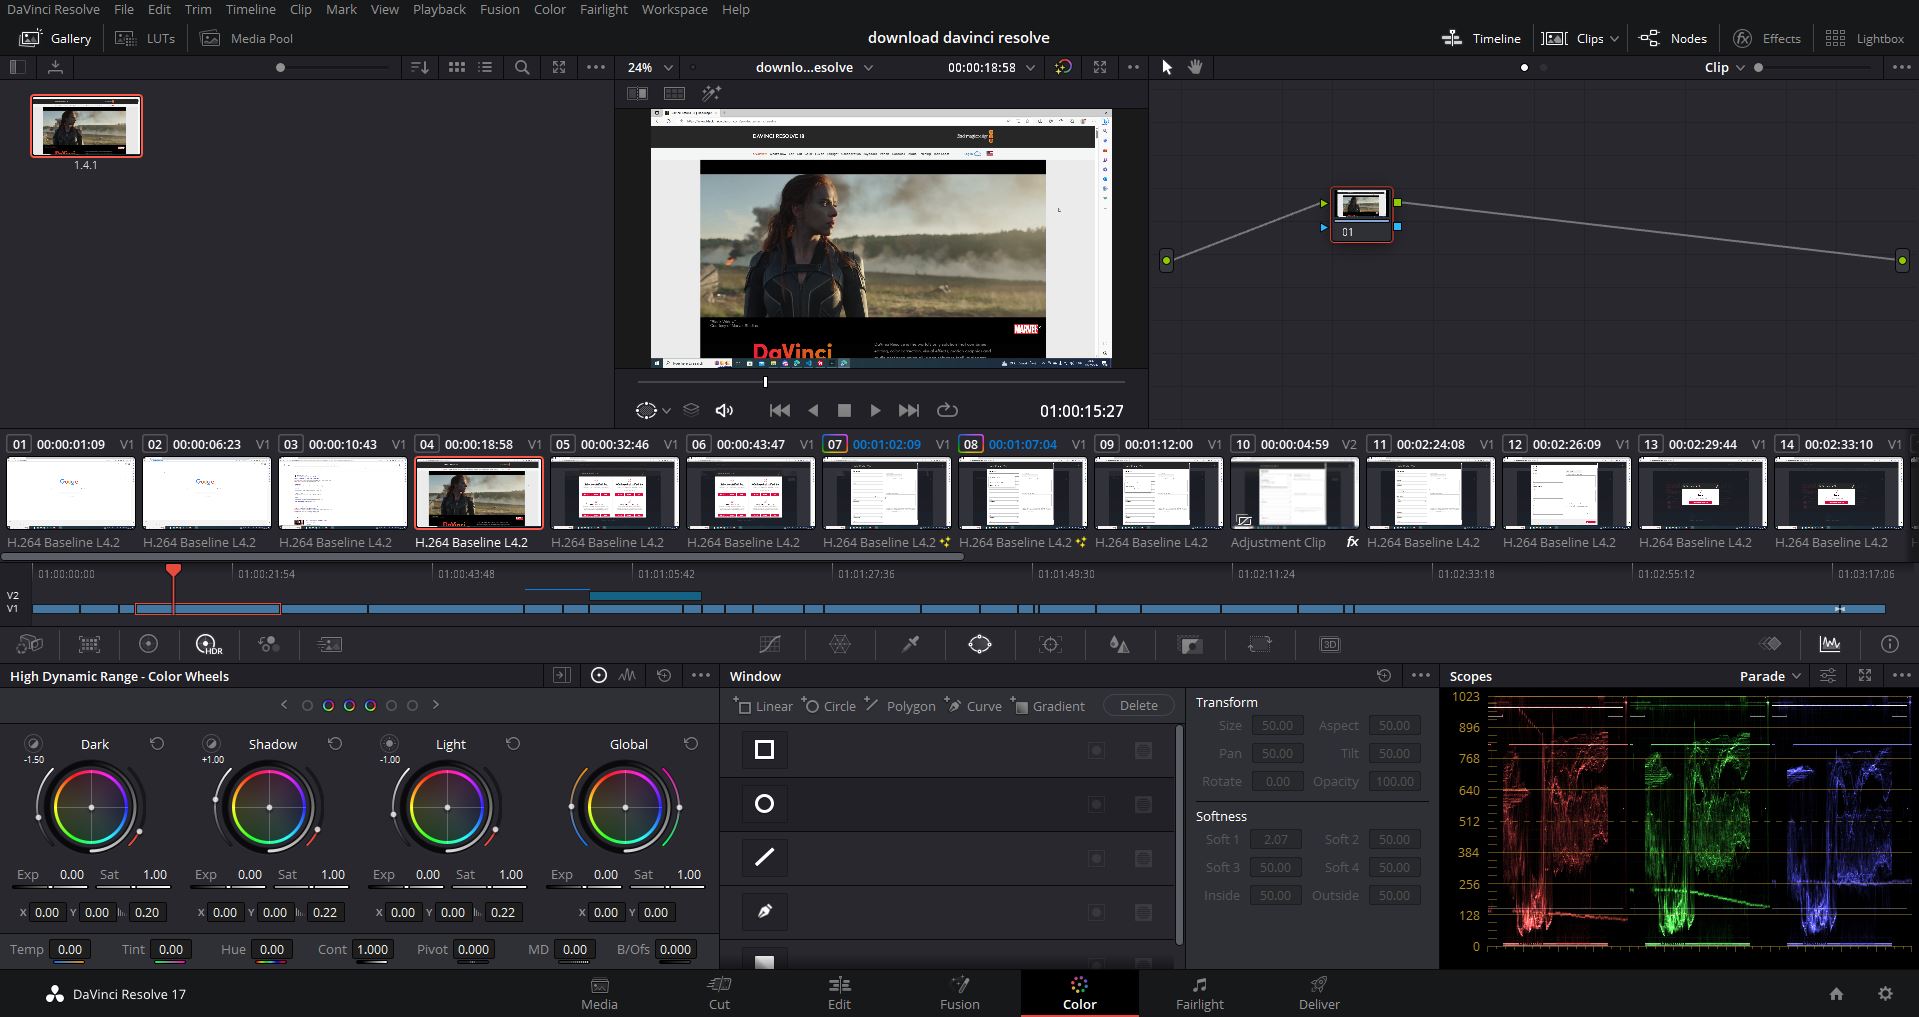 DaVinci Resolve File Edit Trim Timeline Clip Mark View Playback Fusion Color Fairlight Workspace Help
Gallery LUTs Media Pool download davinci resolve Timeline Clips Nodes Effects Lightbox
24% downlo...esolve 00:00:18:58 Clip
1.4.1
DAVINCI RESOLVE 18
MARVEL
DaVinci
01
01:00:15:27
01 00:00:01:09 V1 02 00:00:06:23 V1 03 00:00:10:43 V1 04 00:00:18:58 V1 05 00:00:32:46 V1 06 00:00:43:47 V1 07 00:01:02:09 V1 08 00:01:07:04 V1 09 00:01:12:00 V1 10 00:00:04:59 V2 11 00:02:24:08 V1 12 00:02:26:09 V1 13 00:02:29:44 V1 14 00:02:33:10 V1
Google Google
H.264 Baseline L4.2 H.264 Baseline L4.2 H.264 Baseline L4.2 H.264 Baseline L4.2 H.264 Baseline L4.2 H.264 Baseline L4.2 H.264 Baseline L4.2 H.264 Baseline L4.2 H.264 Baseline L4.2 Adjustment Clip fx H.264 Baseline L4.2 H.264 Baseline L4.2 H.264 Baseline L4.2 H.264 Baseline L4.2
01:00:00:00 01:00:21:54 01:00:43:48 01:01:05:42 01:01:27:36 01:01:49:30 01:02:11:24 01:02:33:18 01:02:55:12 01:03:17:06
V2
V1
HDR 3D
High Dynamic Range - Color Wheels Window Scopes Parade
Linear Circle Polygon Curve Gradient Delete
Dark Shadow Light Global
-1.50 +1.00 -1.00
Exp 0.00 Sat 1.00 Exp 0.00 Sat 1.00 Exp 0.00 Sat 1.00 Exp 0.00 Sat 1.00
X 0.00 Y 0.00 0.20 X 0.00 Y 0.00 0.22 X 0.00 Y 0.00 0.22 X 0.00 Y 0.00
Temp 0.00 Tint 0.00 Hue 0.00 Cont 1.000 Pivot 0.000 MD 0.00 B/Ofs 0.000
Transform
Size 50.00 Aspect 50.00
Pan 50.00 Tilt 50.00
Rotate 0.00 Opacity 100.00
Softness
Soft 1 2.07 Soft 2 50.00
Soft 3 50.00 Soft 4 50.00
Inside 50.00 Outside 50.00
1023
896
768
640
512
384
256
128
0
DaVinci Resolve 17 Media Cut Edit Fusion Color Fairlight Deliver